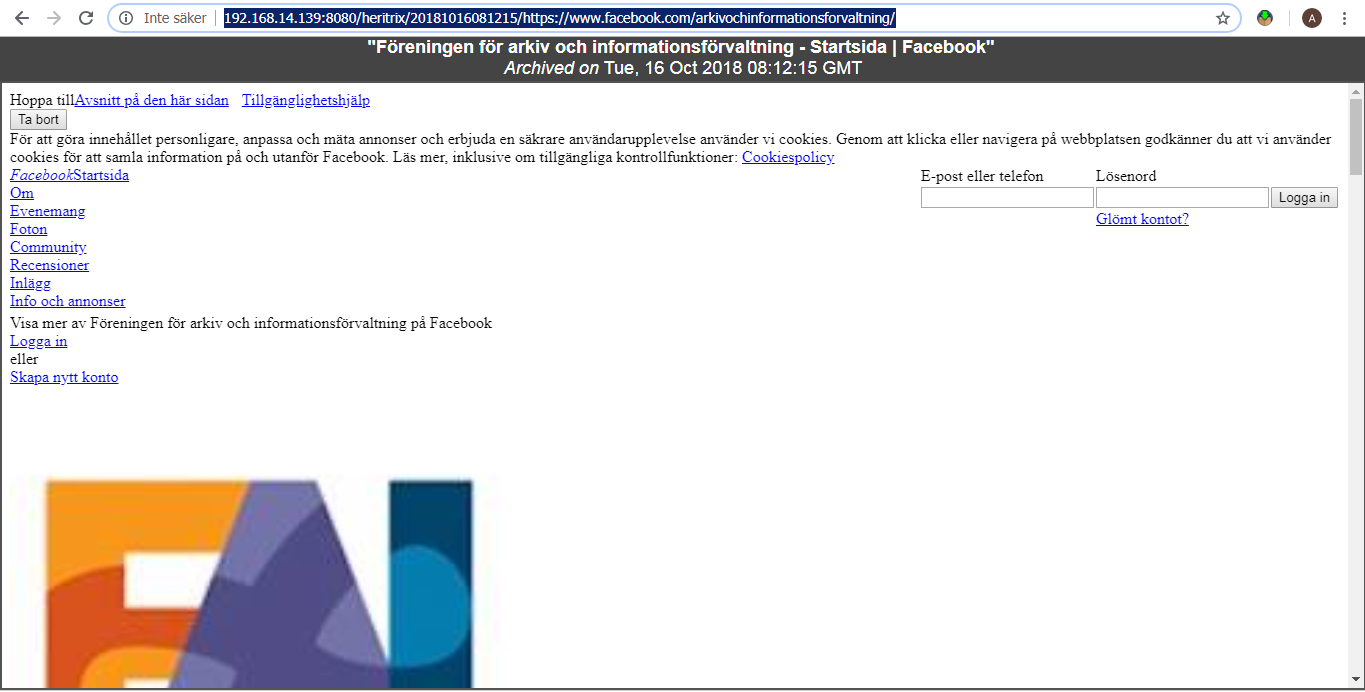 Inte säker 192.168.14.139:8080/heritrix/20181016081215/https://www.facebook.com/arkivochinformationsforvaltning/ A
"Föreningen för arkiv och informationsförvaltning - Startsida | Facebook"
Archived on Tue, 16 Oct 2018 08:12:15 GMT
Hoppa tillAvsnitt på den här sidan Tillgänglighetshjälp
Ta bort
För att göra innehållet personligare, anpassa och mäta annonser och erbjuda en säkrare användarupplevelse använder vi cookies. Genom att klicka eller navigera på webbplatsen godkänner du att vi använder
cookies för att samla information på och utanför Facebook. Läs mer, inklusive om tillgängliga kontrollfunktioner: Cookiespolicy
FacebookStartsida
E-post eller telefon Lösenord
Logga in
Glömt kontot?
Om
Evenemang
Foton
Community
Recensioner
Inlägg
Info och annonser
Visa mer av Föreningen för arkiv och informationsförvaltning på Facebook
Logga in
eller
Skapa nytt konto
FAI